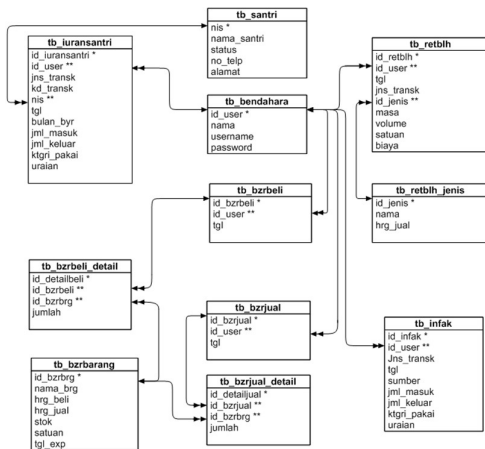 tb_santri
nis *
nama_santri
status
no_telp
alamat
tb_iuransantri
id_iuransantri *
id_user **
jns_transk
kd_transk
nis **
tgl
bulan_byr
jml_masuk
jml_keluar
ktgri_pakai
uraian
tb_bendahara
id_user *
nama
username
password
tb_retblh
id_retblh *
id_user **
tgl
jns_transk
id_jenis **
masa
volume
satuan
biaya
tb_retblh_jenis
id_jenis *
nama
hrg_jual
tb_bzrbeli
id_bzrbeli *
id_user **
tgl
tb_bzrbeli_detail
id_detailbeli *
id_bzrbeli **
id_bzrbrg **
jumlah
tb_bzrjual
id_bzrjual *
id_user **
tgl
tb_infak
id_infak *
id_user **
Jns_transk
tgl
sumber
jml_masuk
jml_keluar
ktgri_pakai
uraian
tb_bzrbarang
id_bzrbrg *
nama_brg
hrg_beli
hrg_jual
stok
satuan
tgl_exp
tb_bzrjual_detail
id_detailjual *
id_bzrjual **
id_bzrbrg **
jumlah